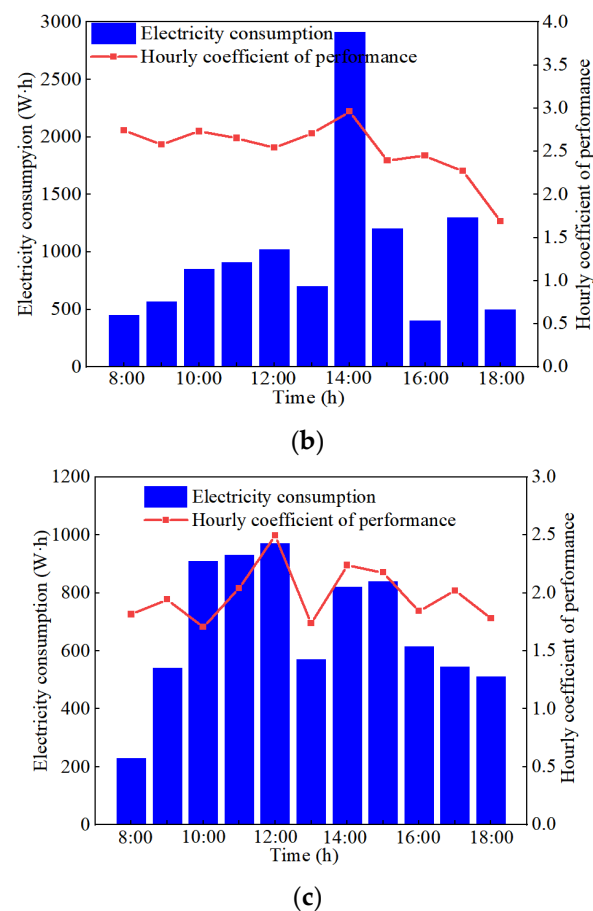 3000
2500
2000
1500
1000
500
0
Electricity consumpyion (W·h)
Electricity consumption
Hourly coefficient of performance
4.0
3.5
3.0
2.5
2.0
1.5
1.0
0.5
0.0
Hourly coefficient of performance
8:00 10:00 12:00 14:00 16:00 18:00
Time (h)
(b)
1200
1000
800
600
400
200
0
Electricity consumption (W·h)
Electricity consumption
Hourly coefficient of performance
3.0
2.5
2.0
1.5
1.0
0.5
0.0
Hourly coefficient of performance
8:00 10:00 12:00 14:00 16:00 18:00
Time (h)
(c)